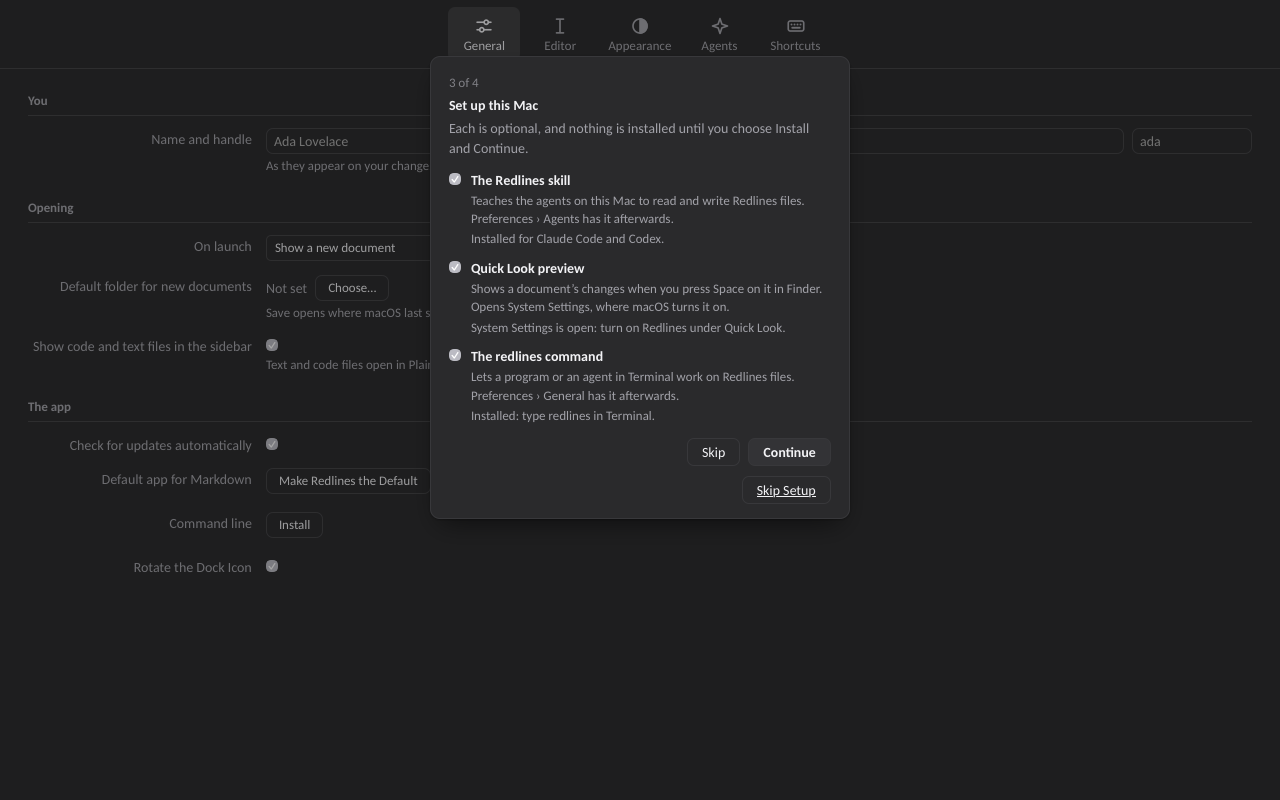 General
Editor
Appearance
Agents
Shortcuts
3 of 4
Set up this Mac
Each is optional, and nothing is installed until you choose Install
and Continue.
The Redlines skill
Teaches the agents on this Mac to read and write Redlines files.
Preferences › Agents has it afterwards.
Installed for Claude Code and Codex.
Quick Look preview
Shows a document’s changes when you press Space on it in Finder.
Opens System Settings, where macOS turns it on.
System Settings is open: turn on Redlines under Quick Look.
The redlines command
Lets a program or an agent in Terminal work on Redlines files.
Preferences › General has it afterwards.
Installed: type redlines in Terminal.
Skip
Continue
Skip Setup
You
Name and handle
Ada Lovelace
ada
As they appear on your change
Opening
On launch
Show a new document
Default folder for new documents
Not set
Choose...
Save opens where macOS last s
Show code and text files in the sidebar
Text and code files open in Plain
The app
Check for updates automatically
Default app for Markdown
Make Redlines the Default
Command line
Install
Rotate the Dock Icon